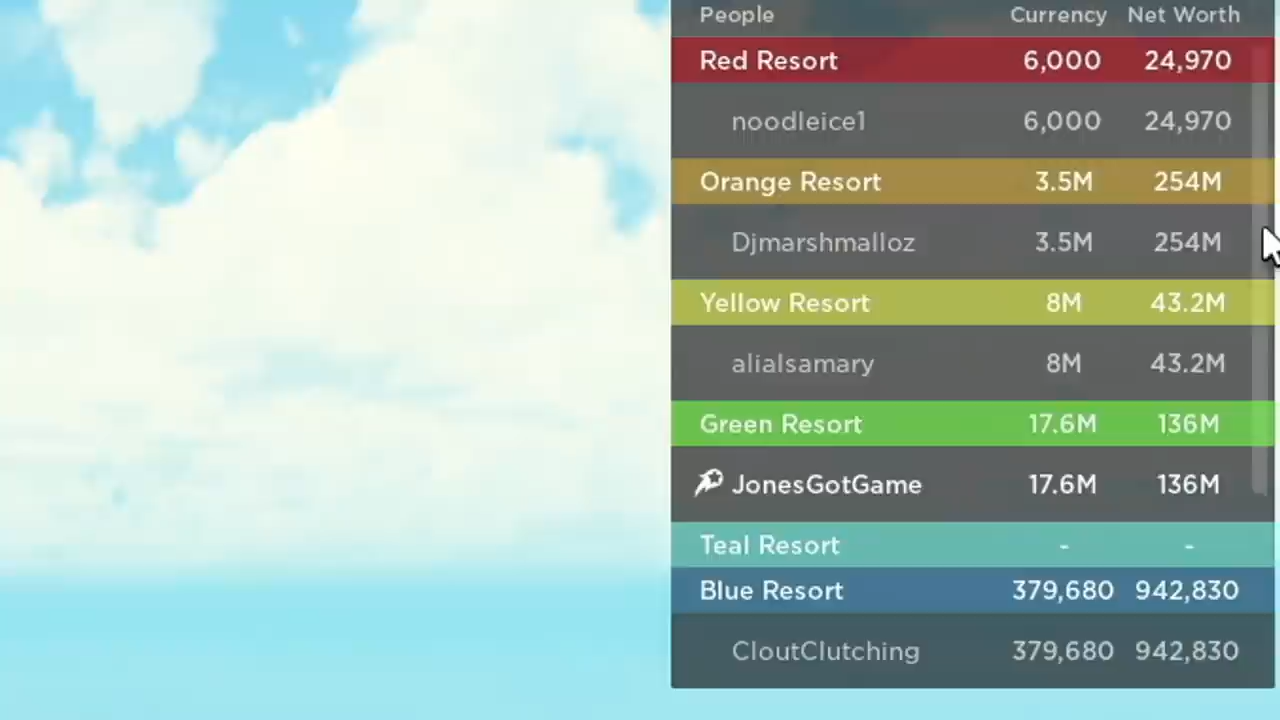 People Currency Net Worth
Red Resort 6,000 24,970
noodleice1 6,000 24,970
Orange Resort 3.5M 254M
Djmarshmalloz 3.5M 254M
Yellow Resort 8M 43.2M
alialsamary 8M 43.2M
Green Resort 17.6M 136M
JonesGotGame 17.6M 136M
Teal Resort - -
Blue Resort 379,680 942,830
CloutClutching 379,680 942,830